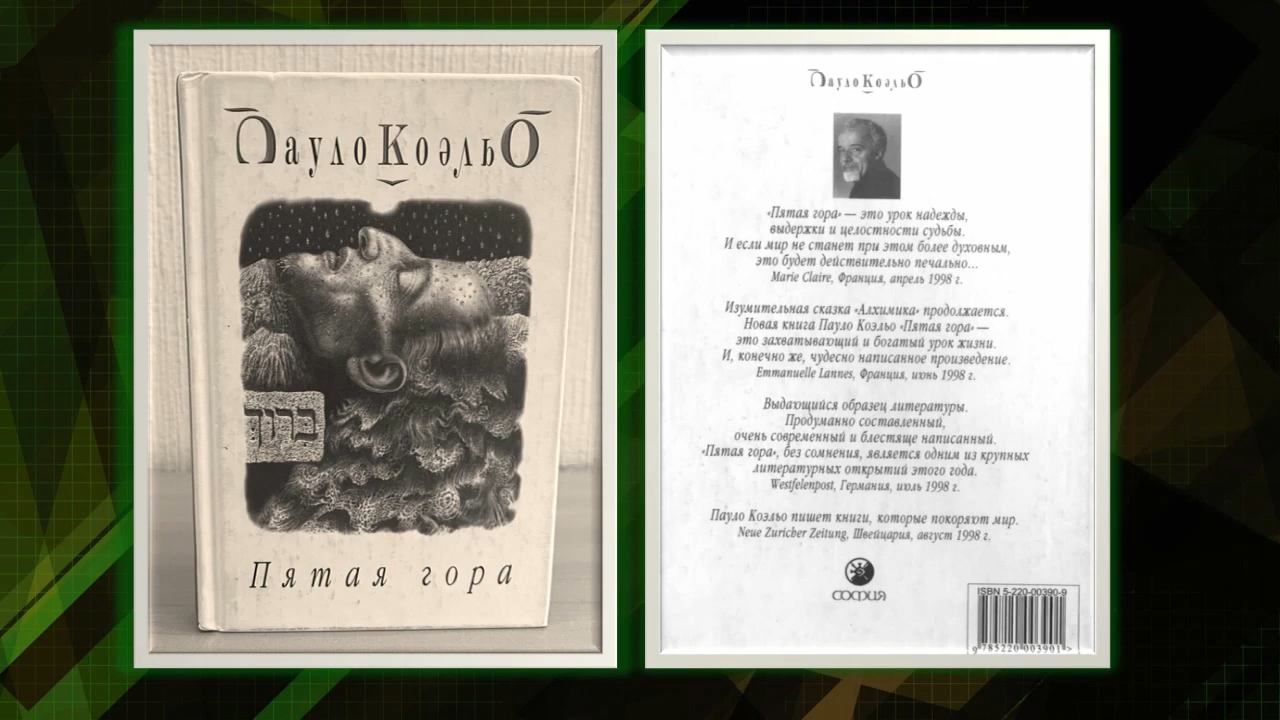 Пауло Коэльо
ברוך
Пятая гора
Пауло Коэльо
«Пятая гора» — это урок надежды,
выдержки и целостности судьбы.
И если мир не станет при этом более духовным,
это будет действительно печально...
Marie Claire, Франция, апрель 1998 г.
Изумительная сказка «Алхимика» продолжается.
Новая книга Пауло Коэльо «Пятая гора» —
это захватывающий и богатый урок жизни.
И, конечно же, чудесно написанное произведение.
Emmanuelle Lannes, Франция, июнь 1998 г.
Выдающийся образец литературы.
Продуманно составленный,
очень современный и блестяще написанный.
«Пятая гора», без сомнения, является одним из крупных
литературных открытий этого года.
Westfelenpost, Германия, июль 1998 г.
Пауло Коэльо пишет книги, которые покоряют мир.
Neue Zuricher Zeitung, Швейцария, август 1998 г.
СОФИЯ
ISBN 5-220-00390-9
9 785220 003901 >